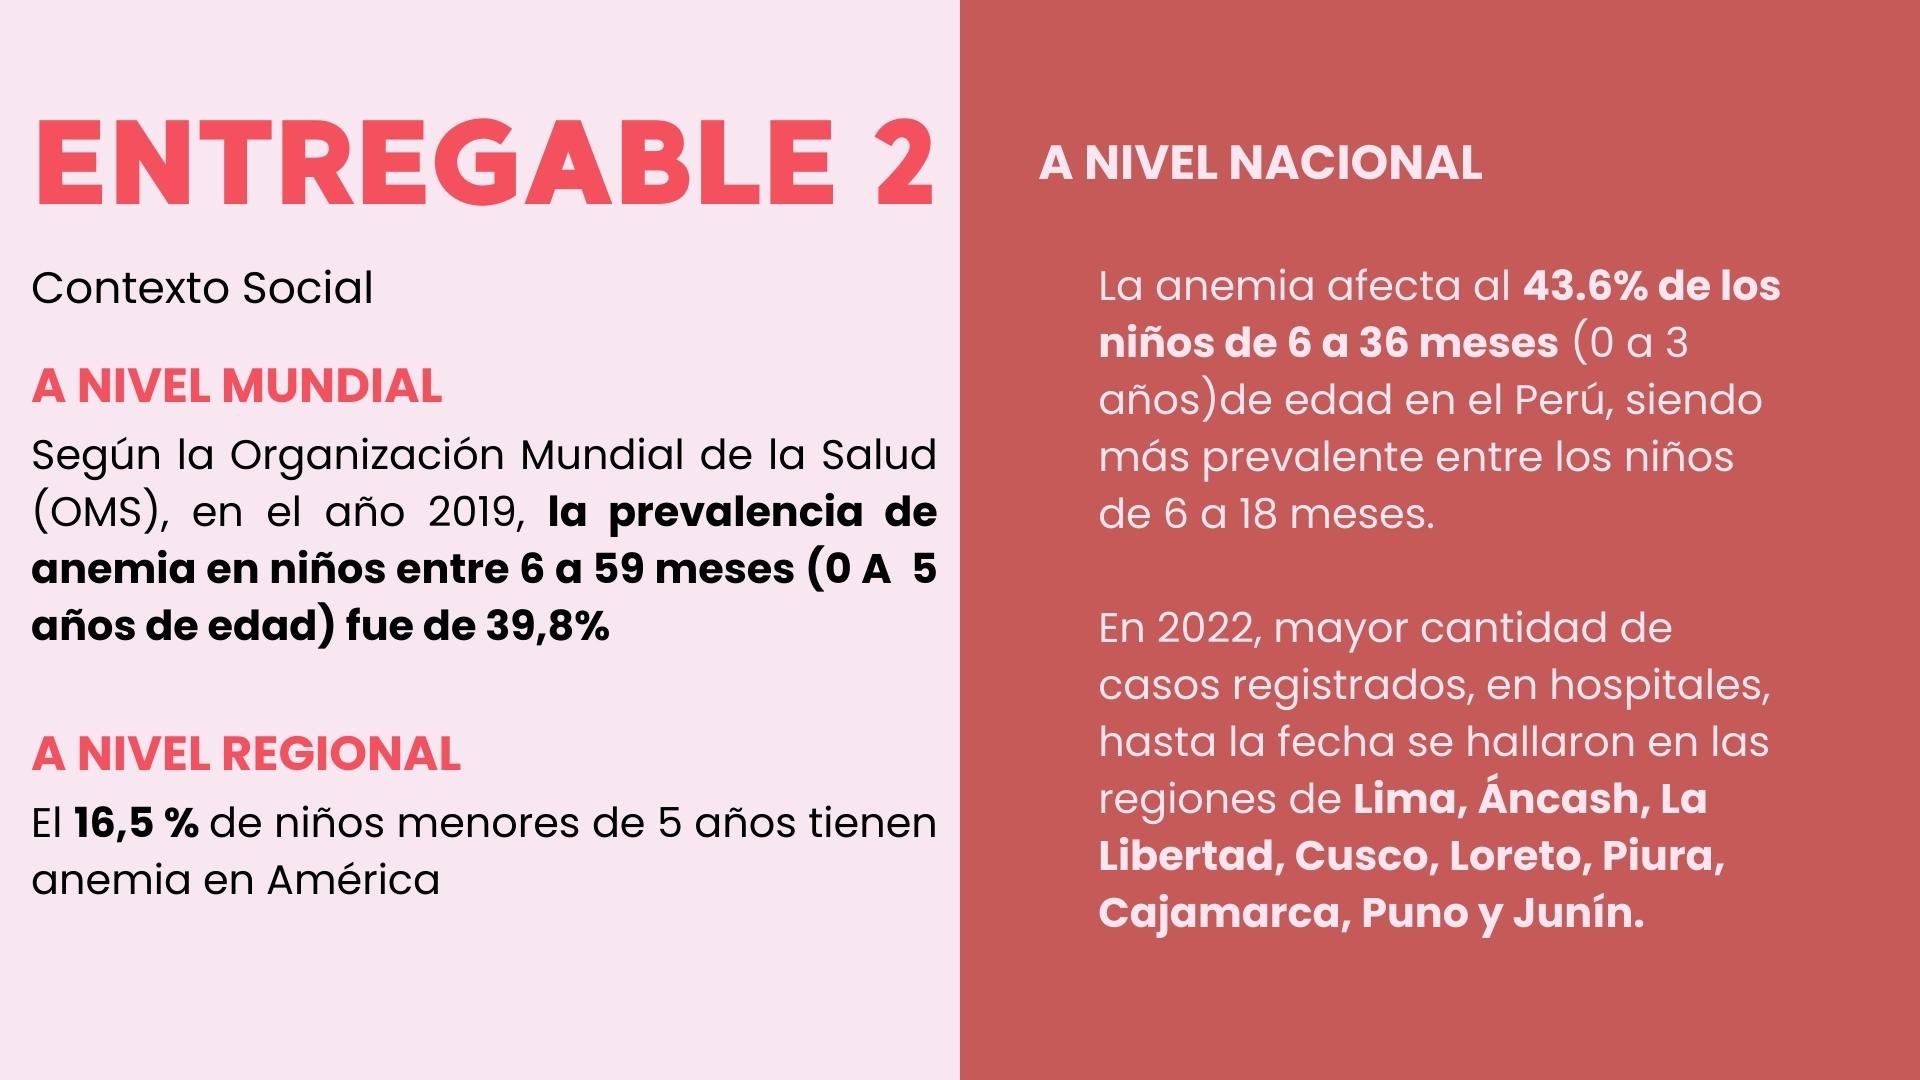 ENTREGABLE 2
Contexto Social
A NIVEL MUNDIAL
Según la Organización Mundial de la Salud
(OMS), en el año 2019, la prevalencia de
anemia en niños entre 6 a 59 meses (0 A 5
años de edad) fue de 39,8%
A NIVEL REGIONAL
El 16,5 % de niños menores de 5 años tienen
anemia en América
A NIVEL NACIONAL
La anemia afecta al 43.6% de los
niños de 6 a 36 meses (0 a 3
años)de edad en el Perú, siendo
más prevalente entre los niños
de 6 a 18 meses.
En 2022, mayor cantidad de
casos registrados, en hospitales,
hasta la fecha se hallaron en las
regiones de Lima, Áncash, La
Libertad, Cusco, Loreto, Piura,
Cajamarca, Puno y Junín.